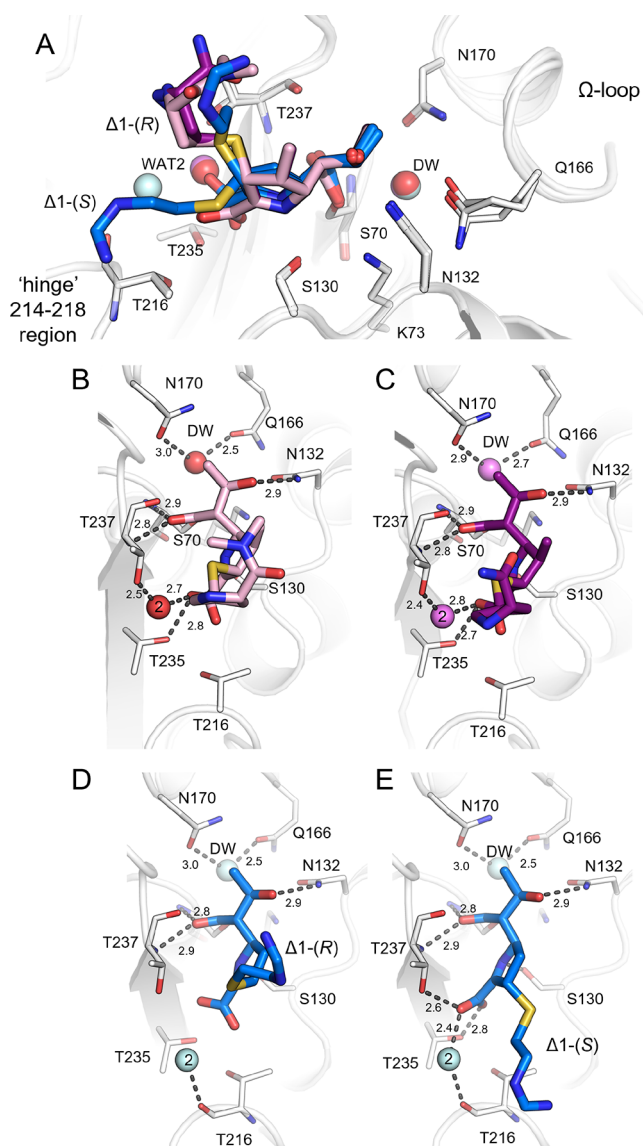 A
N170
Ω-loop
T237
Δ1-(R)
WAT2
DW
Q166
Δ1-(S)
S70
T235
N132
'hinge'
214-218
region
T216
S130
K73
B
N170
DW
Q166
3.0
2.5
N132
2.9
2.9
T237
2.8
S70
2.5
2.7
S130
2
2.8
T235
T216
C
N170
DW
Q166
2.9
2.7
N132
2.9
2.9
T237
2.8
S70
2.4
2.8
S130
2
2.7
T235
T216
D
N170
DW
Q166
3.0
2.5
N132
2.9
2.8
T237
2.9
Δ1-(R)
S130
T235
2
T216
E
N170
DW
Q166
3.0
2.5
N132
2.9
2.8
T237
2.9
S130
2.6
2.4
2.8
T235
2
Δ1-(S)
T216